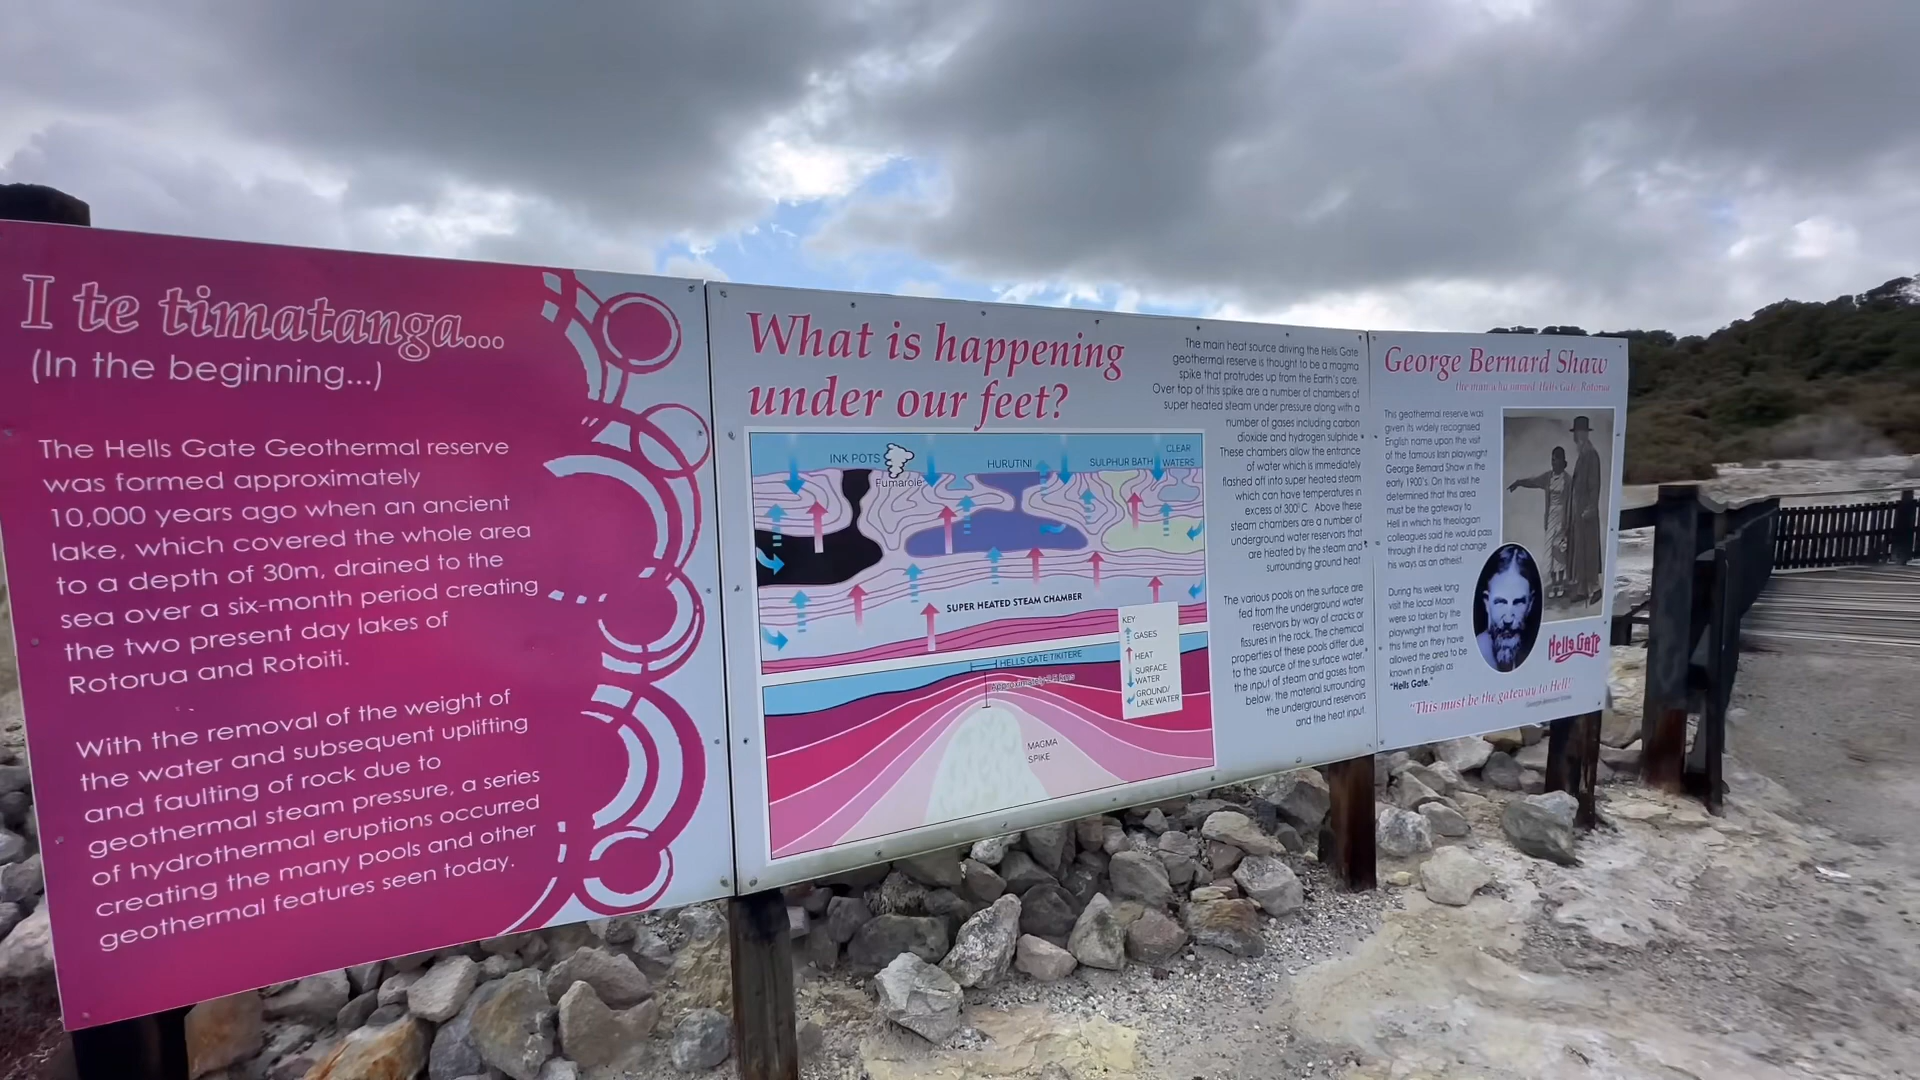 I te timatanga...
(In the beginning...)
The Hells Gate Geothermal reserve
was formed approximately
10,000 years ago when an ancient
lake, which covered the whole area
to a depth of 30m, drained to the
sea over a six-month period creating
the two present day lakes of
Rotorua and Rotoiti.
With the removal of the weight of
the water and subsequent uplifting
and faulting of rock due to
geothermal steam pressure, a series
of hydrothermal eruptions occurred
creating the many pools and other
geothermal features seen today.
What is happening
under our feet?
INK POTS
Fumarole
HURUTINI
SULPHUR BATH
CLEAR
WATERS
SUPER HEATED STEAM CHAMBER
KEY
GASES
HEAT
SURFACE
WATER
GROUND/
LAKE WATER
HELLS GATE TIKITERE
Approximately
MAGMA
SPIKE
The main heat source driving the Hells Gate
geothermal reserve is thought to be a magma
spike that protrudes up from the Earth's core.
Over top of this spike are a number of chambers of
super heated steam under pressure along with a
number of gases including carbon
dioxide and hydrogen sulphide.
These chambers allow the entrance
of water which is immediately
flashed off into super heated steam
which can have temperatures in
excess of 300°C. Above these
steam chambers are a number of
underground water reservoirs that
are heated by the steam and
surrounding ground heat.
The various pools on the surface are
fed from the underground water
reservoirs by way of cracks or
fissures in the rock. The chemical
properties of these pools differ due
to the source of the surface water,
the input of steam and gases from
below, the material surrounding
the underground reservoirs
and the heat input.
George Bernard Shaw
the man who named Hells Gate, Rotorua
This geothermal reserve was
given its widely recognised
English name upon the visit
of the famous Irish playwright
George Bernard Shaw in the
early 1900's. On this visit he
determined that this area
must be the gateway to
Hell in which his theologian
colleagues said he would pass
through if he did not change
his ways as an atheist.
During his week long
visit the local Maori
were so taken by the
playwright that from
this time on they have
allowed the area to be
known in English as
"Hells Gate."
Hells Gate
"This must be the gateway to Hell!"